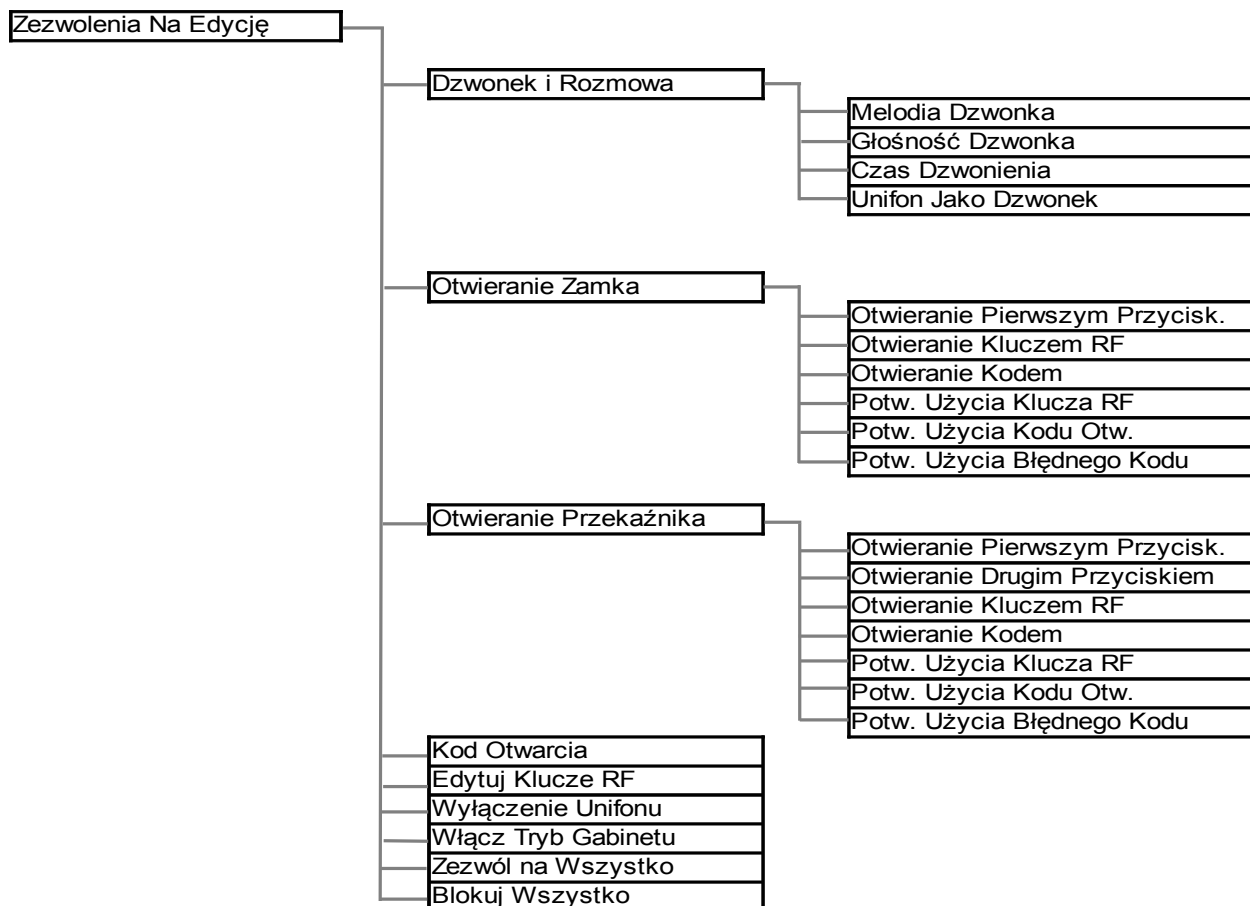 Zezwolenia Na Edycję
Dzwonek i Rozmowa
Melodia Dzwonka
Głośność Dzwonka
Czas Dzwonienia
Unifon Jako Dzwonek
Otwieranie Zamka
Otwieranie Pierwszym Przycisk.
Otwieranie Kluczem RF
Otwieranie Kodem
Potw. Użycia Klucza RF
Potw. Użycia Kodu Otw.
Potw. Użycia Błędnego Kodu
Otwieranie Przekaźnika
Otwieranie Pierwszym Przycisk.
Otwieranie Drugim Przyciskiem
Otwieranie Kluczem RF
Otwieranie Kodem
Potw. Użycia Klucza RF
Potw. Użycia Kodu Otw.
Potw. Użycia Błędnego Kodu
Kod Otwarcia
Edytuj Klucze RF
Wyłączenie Unifonu
Włącz Tryb Gabinetu
Zezwól na Wszystko
Blokuj Wszystko